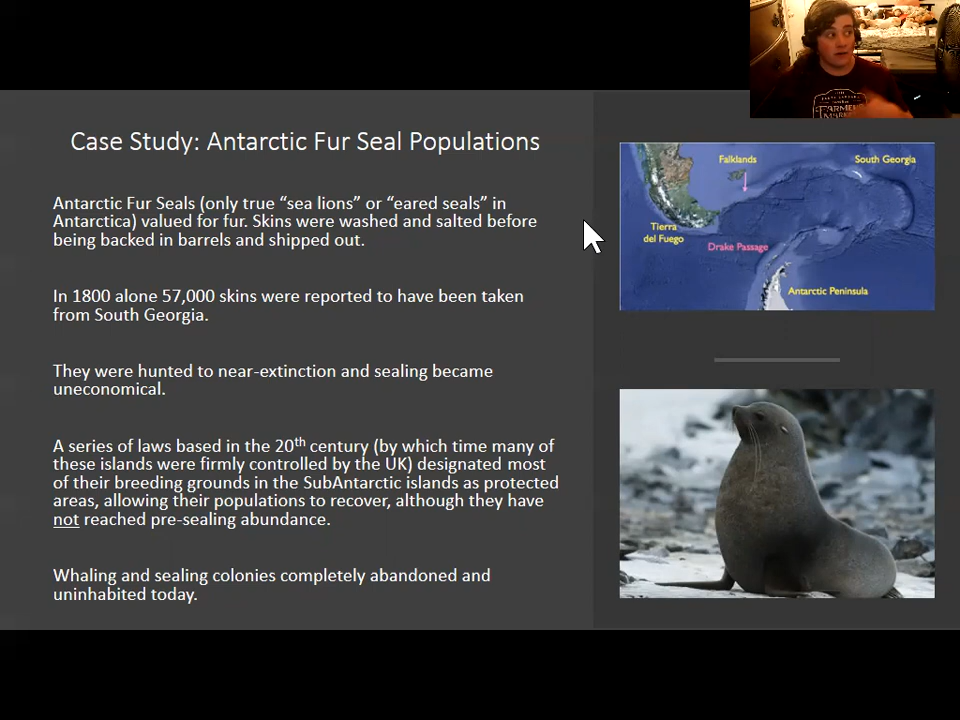 FARMERS
Case Study: Antarctic Fur Seal Populations
Antarctic Fur Seals (only true “sea lions” or “eared seals” in
Antarctica) valued for fur. Skins were washed and salted before
being backed in barrels and shipped out.
In 1800 alone 57,000 skins were reported to have been taken
from South Georgia.
They were hunted to near-extinction and sealing became
uneconomical.
A series of laws based in the 20th century (by which time many of
these islands were firmly controlled by the UK) designated most
of their breeding grounds in the SubAntarctic islands as protected
areas, allowing their populations to recover, although they have
not reached pre-sealing abundance.
Whaling and sealing colonies completely abandoned and
uninhabited today.
Falklands
South Georgia
Tierra
del Fuego
Drake Passage
Antarctic Peninsula